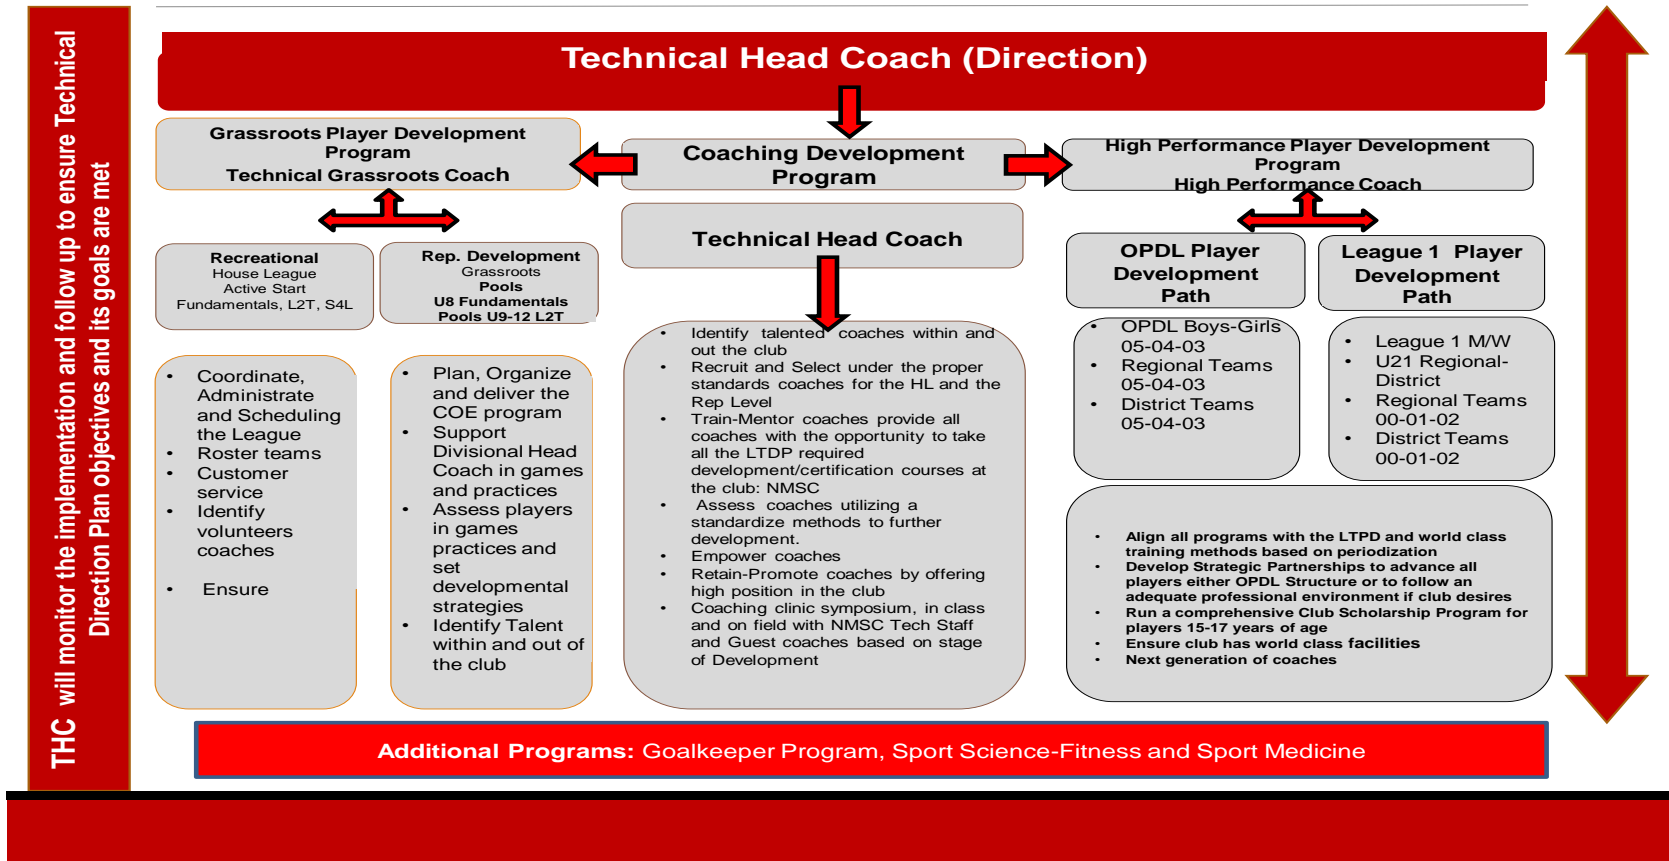 THC will monitor the implementation and follow up to ensure Technical
Direction Plan objectives and its goals are met
Technical Head Coach (Direction)
Grassroots Player Development
Program
Technical Grassroots Coach
Coaching Development
Program
High Performance Player Development
Program
High Performance Coach
Technical Head Coach
Recreational
House League
Active Start
Fundamentals, L2T, S4L
Rep. Development
Grassroots
Pools
U8 Fundamentals
Pools U9-12 L2T
OPDL Player
Development
Path
League 1 Player
Development
Path
• Coordinate,
Administrate
and Scheduling
the League
• Roster teams
• Customer
service
• Identify
volunteers
coaches
• Ensure
• Plan, Organize
and deliver the
COE program
• Support
Divisional Head
Coach in games
and practices
• Assess players
in games
practices and
set
developmental
strategies
• Identify Talent
within and out of
the club
• Identify talented coaches within and
out the club
• Recruit and Select under the proper
standards coaches for the HL and the
Rep Level
• Train-Mentor coaches provide all
coaches with the opportunity to take
all the LTDP required
development/certification courses at
the club: NMSC
• Assess coaches utilizing a
standardize methods to further
development.
• Empower coaches
• Retain-Promote coaches by offering
high position in the club
• Coaching clinic symposium, in class
and on field with NMSC Tech Staff
and Guest coaches based on stage
of Development
• OPDL Boys-Girls
05-04-03
• Regional Teams
05-04-03
• District Teams
05-04-03
• League 1 M/W
• U21 Regional-
District
• Regional Teams
00-01-02
• District Teams
00-01-02
• Align all programs with the LTPD and world class
training methods based on periodization
• Develop Strategic Partnerships to advance all
players either OPDL Structure or to follow an
adequate professional environment if club desires
• Run a comprehensive Club Scholarship Program for
players 15-17 years of age
• Ensure club has world class facilities
• Next generation of coaches
Additional Programs: Goalkeeper Program, Sport Science-Fitness and Sport Medicine